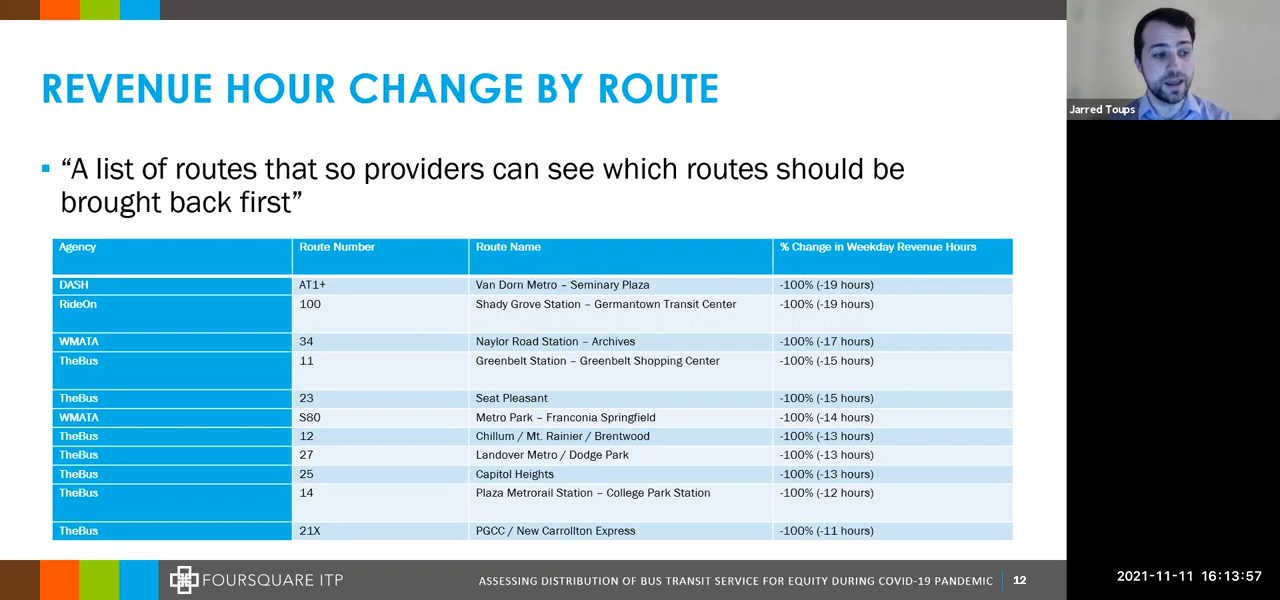 REVENUE HOUR CHANGE BY ROUTE
Jarred Toups
▪ “A list of routes that so providers can see which routes should be
brought back first”
Agency Route Number Route Name % Change in Weekday Revenue Hours
DASH AT1+ Van Dorn Metro – Seminary Plaza -100% (-19 hours)
RideOn 100 Shady Grove Station – Germantown Transit Center -100% (-19 hours)
WMATA 34 Naylor Road Station – Archives -100% (-17 hours)
TheBus 11 Greenbelt Station – Greenbelt Shopping Center -100% (-15 hours)
TheBus 23 Seat Pleasant -100% (-15 hours)
WMATA S80 Metro Park – Franconia Springfield -100% (-14 hours)
TheBus 12 Chillum / Mt. Rainier / Brentwood -100% (-13 hours)
TheBus 27 Landover Metro / Dodge Park -100% (-13 hours)
TheBus 25 Capitol Heights -100% (-13 hours)
TheBus 14 Plaza Metrorail Station – College Park Station -100% (-12 hours)
TheBus 21X PGCC / New Carrollton Express -100% (-11 hours)
FOURSQUARE ITP ASSESSING DISTRIBUTION OF BUS TRANSIT SERVICE FOR EQUITY DURING COVID-19 PANDEMIC 12
2021-11-11 16:13:57